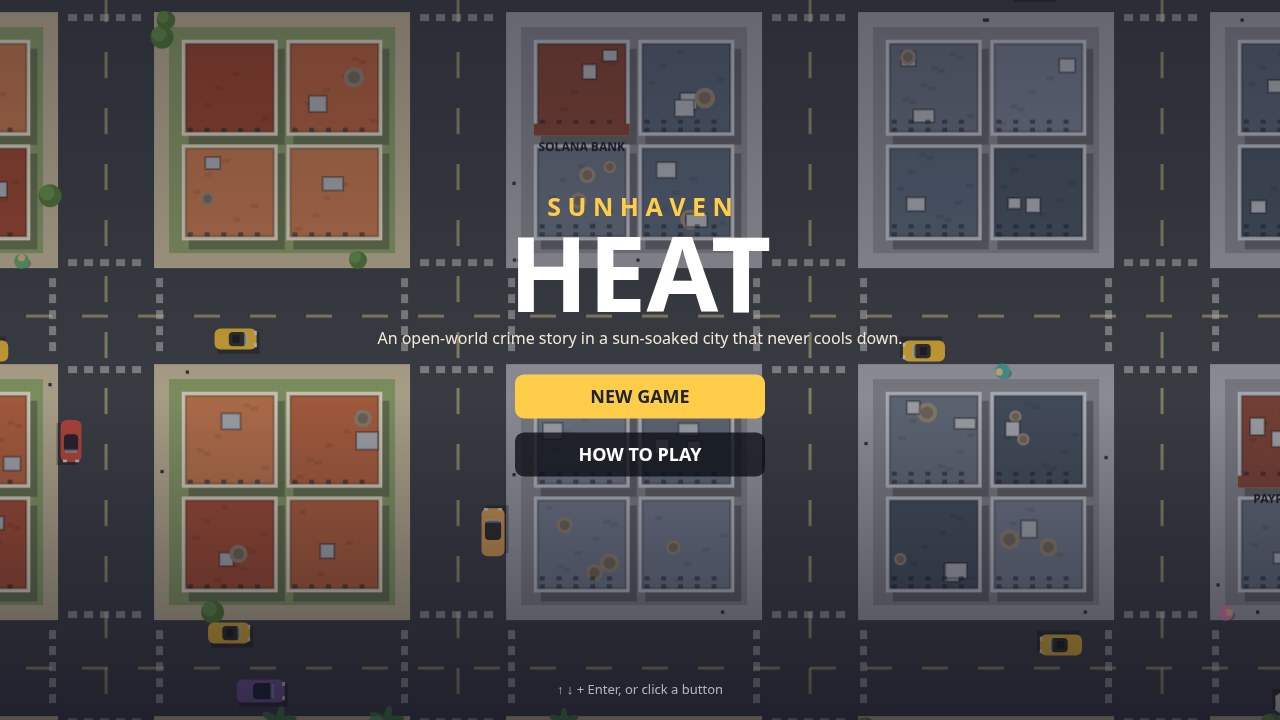 SOLANA BANK
SUNHAVEN
HEAT
An open-world crime story in a sun-soaked city that never cools down.
NEW GAME
HOW TO PLAY
↑ ↓ + Enter, or click a button